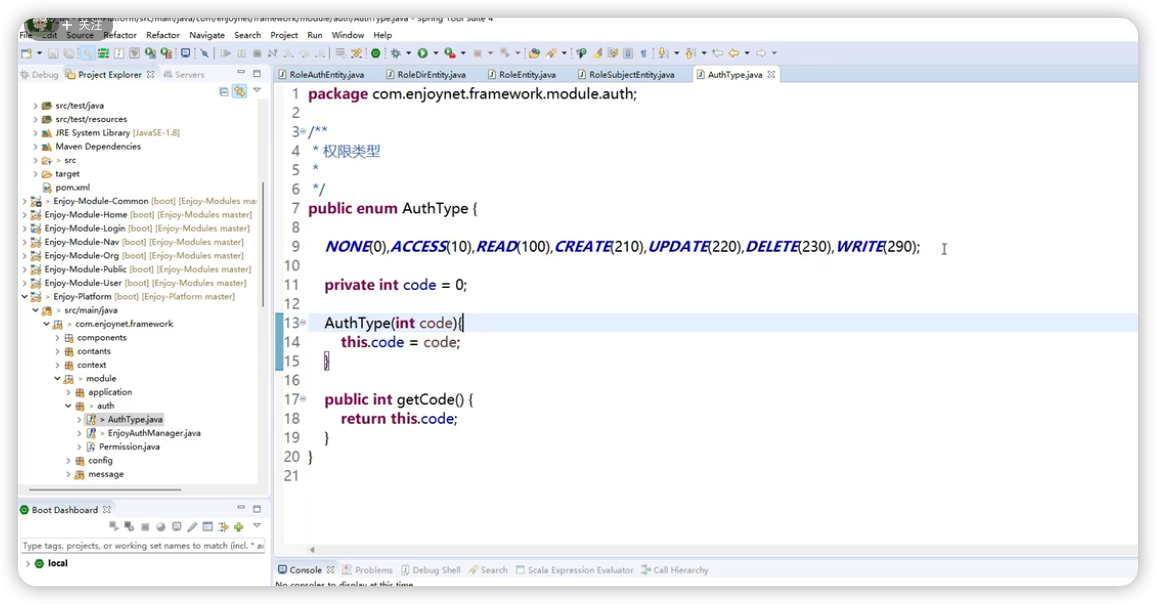 + 关注
Platform/src/main/java/com/enjoynet/framework/module/auth/AuthType.java - Spring Tool Suite 4
File Edit Source Refactor Refactor Navigate Search Project Run Window Help
Debug Project Explorer Servers
RoleAuthEntity.java RoleDirEntity.java RoleEntity.java RoleSubjectEntity.java AuthType.java
src/test/java
src/test/resources
JRE System Library [JavaSE-1.8]
Maven Dependencies
> src
target
pom.xml
> Enjoy-Module-Common [boot] [Enjoy-Modules ma
Enjoy-Module-Home [boot] [Enjoy-Modules master]
Enjoy-Module-Login [boot] [Enjoy-Modules master]
Enjoy-Module-Nav [boot] [Enjoy-Modules master]
Enjoy-Module-Org [boot] [Enjoy-Modules master]
Enjoy-Module-Public [boot] [Enjoy-Modules master]
Enjoy-Module-User [boot] [Enjoy-Modules master]
> Enjoy-Platform [boot] [Enjoy-Platform master]
> src/main/java
> com.enjoynet.framework
components
contants
context
> module
application
> auth
> AuthType.java
> EnjoyAuthManager.java
Permission.java
config
message
1 package com.enjoynet.framework.module.auth;
2
3 /**
4 * 权限类型
5 *
6 */
7 public enum AuthType {
8
9 NONE(0),ACCESS(10),READ(100),CREATE(210),UPDATE(220),DELETE(230),WRITE(290);
10
11 private int code = 0;
12
13 AuthType(int code){
14 this.code = code;
15 }
16
17 public int getCode() {
18 return this.code;
19 }
20 }
21
Boot Dashboard
Type tags, projects, or working set names to match (incl. *
local
Console Problems Debug Shell Search Scala Expression Evaluator Call Hierarchy
No consoles to display at this time.